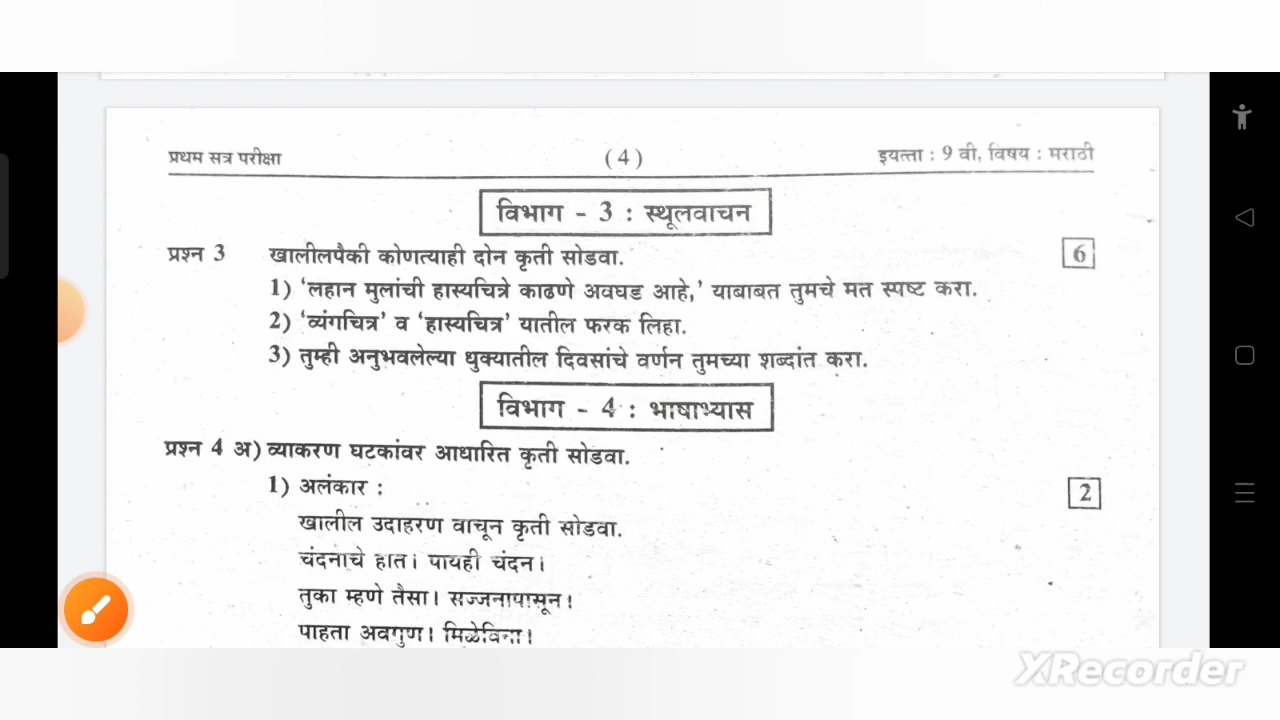 प्रथम सत्र परीक्षा (4) इयत्ता : 9 वी, विषय : मराठी
विभाग - 3 : स्थूलवाचन
प्रश्न 3 खालीलपैकी कोणत्याही दोन कृती सोडवा. 6
1) ‘लहान मुलांची हास्यचित्रे काढणे अवघड आहे,’ याबाबत तुमचे मत स्पष्ट करा.
2) ‘व्यंगचित्र’ व ‘हास्यचित्र’ यातील फरक लिहा.
3) तुम्ही अनुभवलेल्या धुक्यातील दिवसांचे वर्णन तुमच्या शब्दांत करा.
विभाग - 4 : भाषाभ्यास
प्रश्न 4 अ) व्याकरण घटकांवर आधारित कृती सोडवा.
1) अलंकार : 2
खालील उदाहरण वाचून कृती सोडवा.
चंदनाचे हात। पायही चंदन।
तुका म्हणे तैसा। सज्जनापासून।
पाहता अवगुण। मिळेचिना।
XRecorder